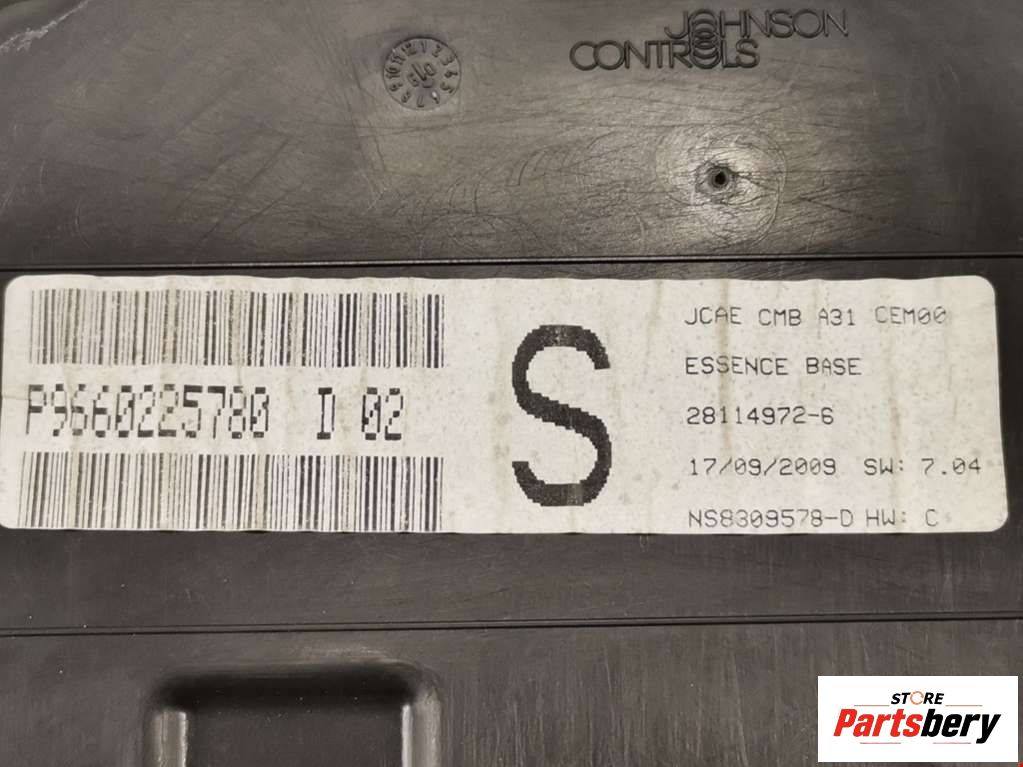 JOHNSON
CONTROLS
P9660225780 D 02
S
JCAE CMB A31 CEM00
ESSENCE BASE
28114972-6
17/09/2009 SW: 7.04
NS8309578-D HW: C
STORE
Partsbery